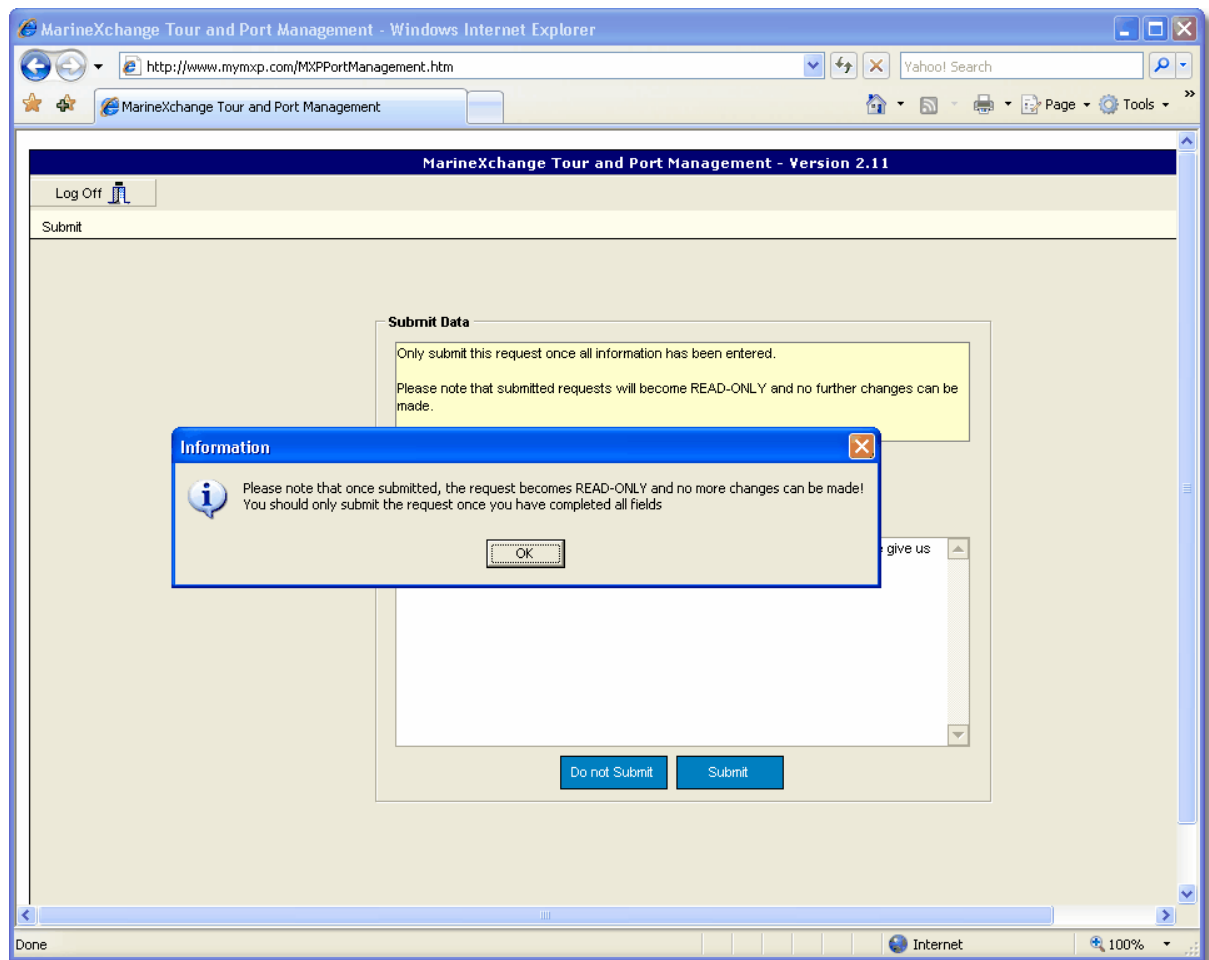 MarineXchange Tour and Port Management - Windows Internet Explorer
http://www.mymxp.com/MXPPortManagement.htm
Yahoo! Search
MarineXchange Tour and Port Management
Page
Tools
MarineXchange Tour and Port Management - Version 2.11
Log Off
Submit
Submit Data
Only submit this request once all information has been entered.
Please note that submitted requests will become READ-ONLY and no further changes can be
made.
Information
Please note that once submitted, the request becomes READ-ONLY and no more changes can be made!
You should only submit the request once you have completed all fields
OK
give us
Do not Submit
Submit
Done
Internet
100%